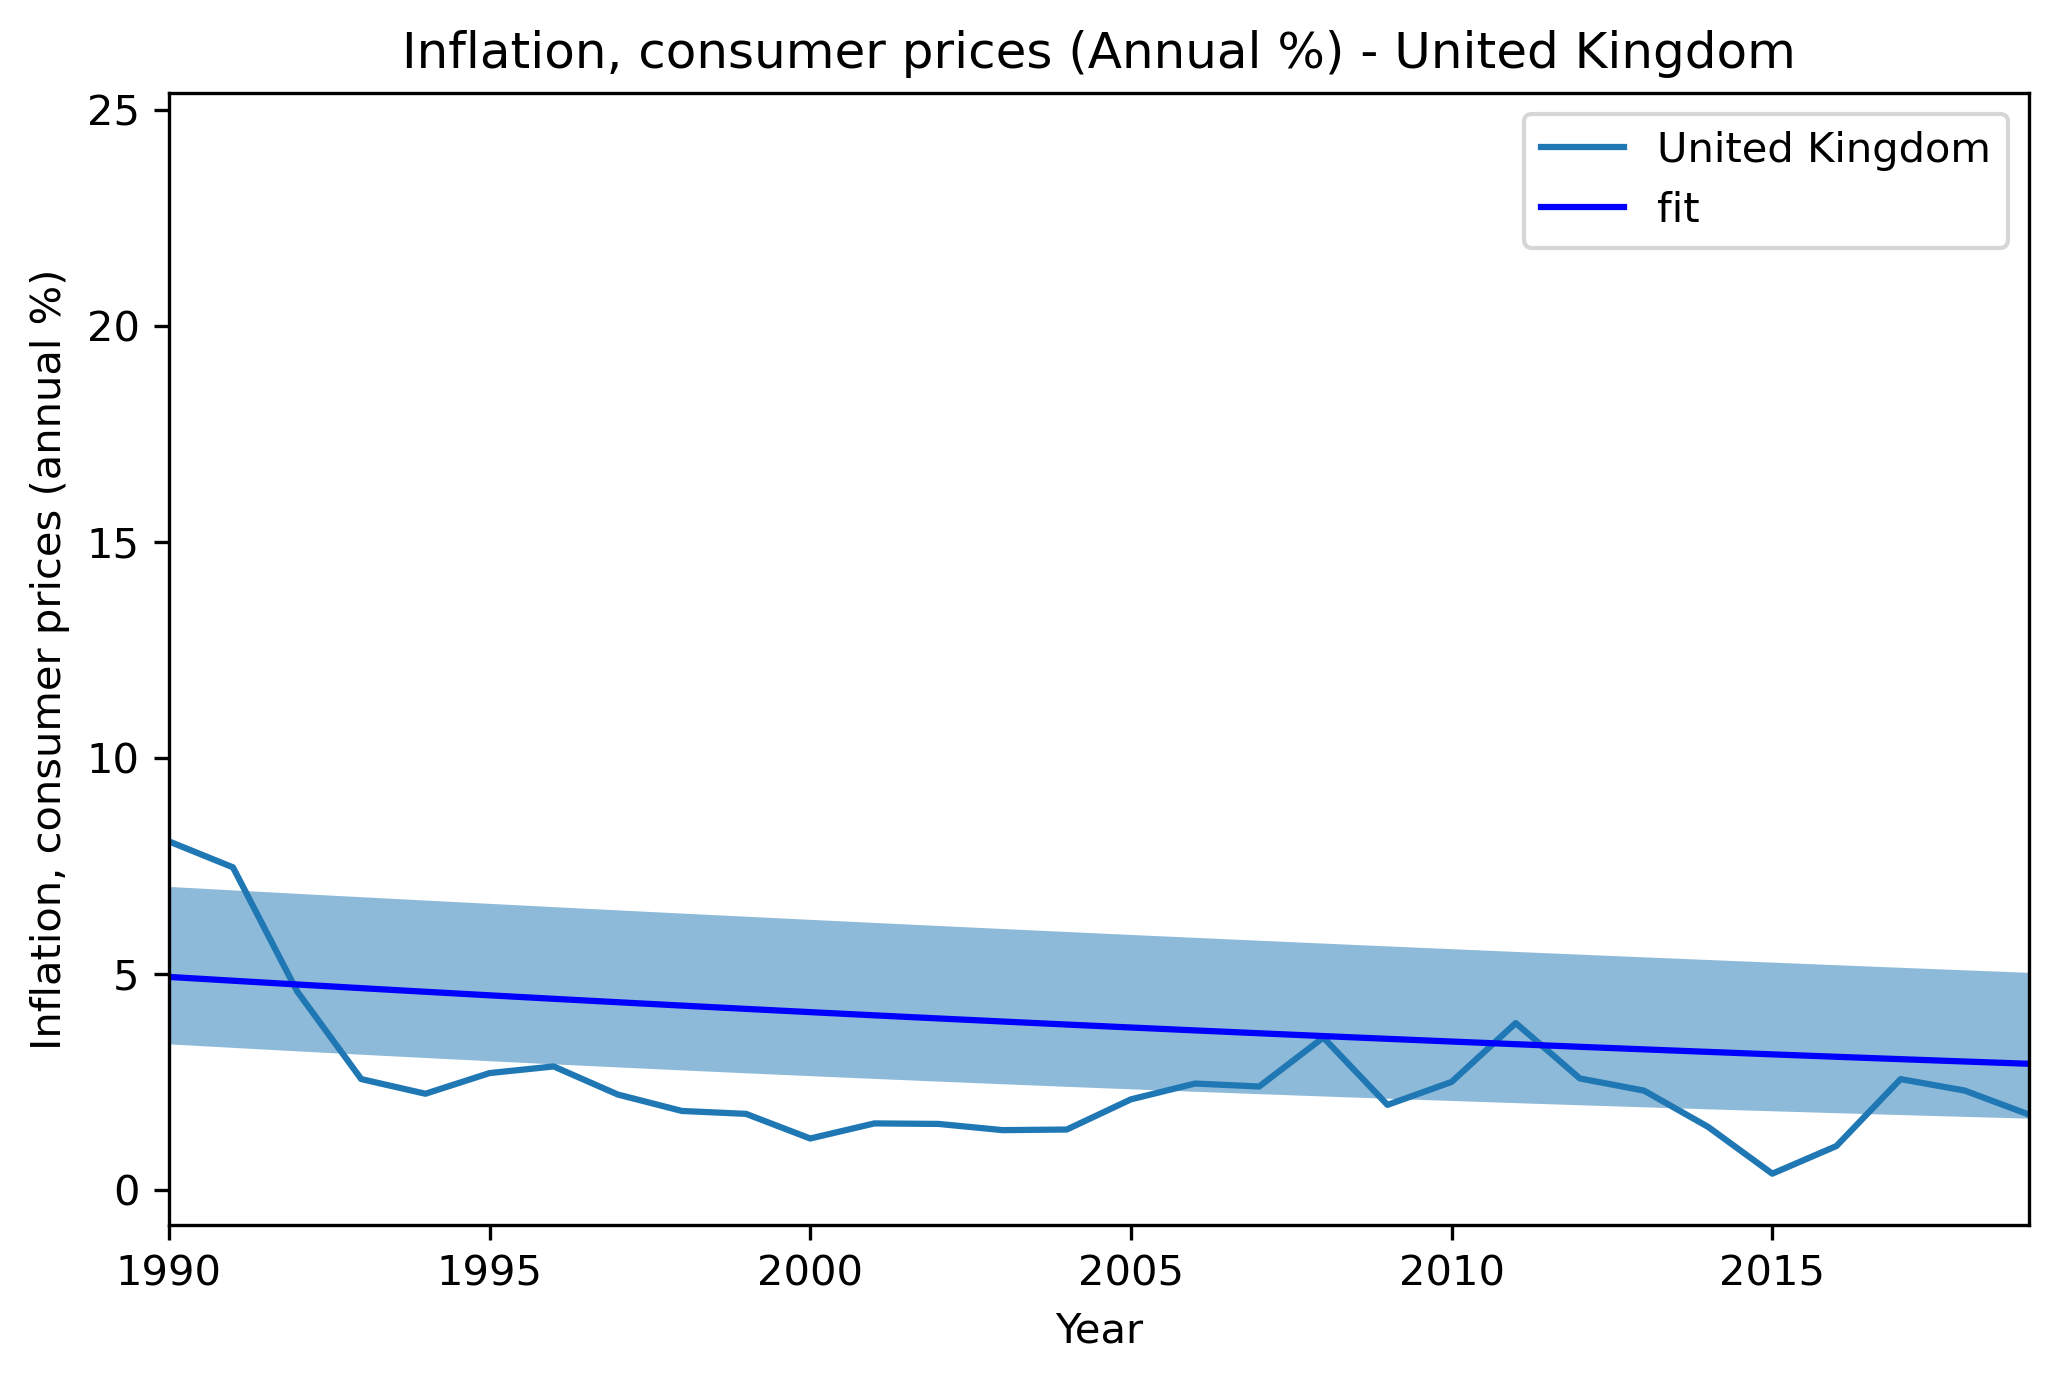 Inflation, consumer prices (Annual %) - United Kingdom
United Kingdom
fit
Inflation, consumer prices (annual %)
25
20
15
10
5
0
1990 1995 2000 2005 2010 2015
Year